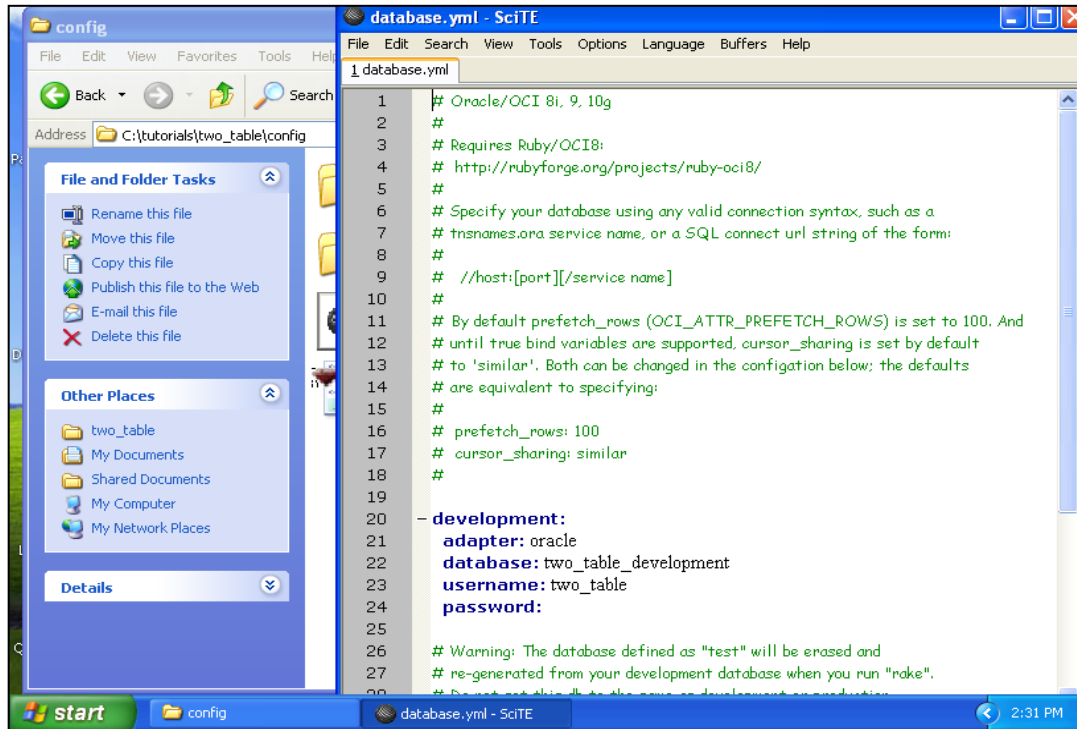 config
File Edit View Favorites Tools Help
Back
Search
Address C:\tutorials\two_table\config
File and Folder Tasks
Rename this file
Move this file
Copy this file
Publish this file to the Web
E-mail this file
Delete this file
Other Places
two_table
My Documents
Shared Documents
My Computer
My Network Places
Details
database.yml - SciTE
File Edit Search View Tools Options Language Buffers Help
1 database.yml
1 # Oracle/OCI 8i, 9, 10g
2 #
3 # Requires Ruby/OCI8:
4 # http://rubyforge.org/projects/ruby-oci8/
5 #
6 # Specify your database using any valid connection syntax, such as a
7 # tnsnames.ora service name, or a SQL connect url string of the form:
8 #
9 # //host:[port][/service name]
10 #
11 # By default prefetch_rows (OCI_ATTR_PREFETCH_ROWS) is set to 100. And
12 # until true bind variables are supported, cursor_sharing is set by default
13 # to 'similar'. Both can be changed in the configation below; the defaults
14 # are equivalent to specifying:
15 #
16 # prefetch_rows: 100
17 # cursor_sharing: similar
18 #
19
20 development:
21 adapter: oracle
22 database: two_table_development
23 username: two_table
24 password:
25
26 # Warning: The database defined as "test" will be erased and
27 # re-generated from your development database when you run "rake".
start
config
database.yml - SciTE
2:31 PM